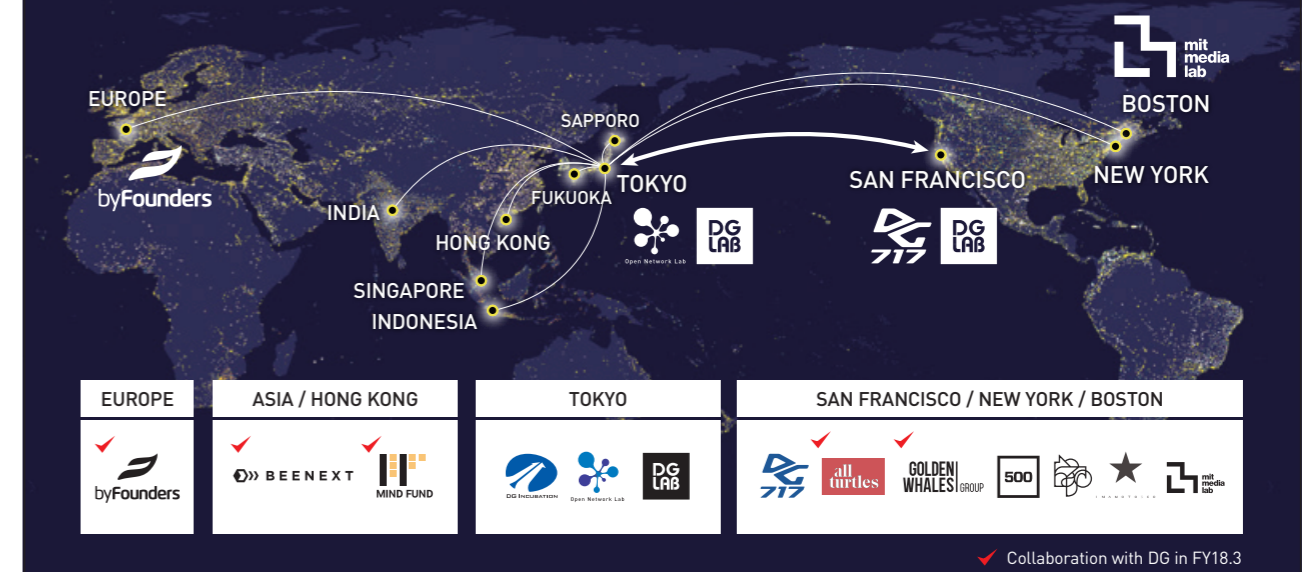 mit
media
lab
BOSTON
EUROPE
SAPPORO
byFounders
TOKYO
FUKUOKA
SAN FRANCISCO
NEW YORK
INDIA
HONG KONG
Open Network Lab
DG
LAB
DG
717
DG
LAB
SINGAPORE
INDONESIA
EUROPE
byFounders
ASIA / HONG KONG
BEENEXT
MIND FUND
TOKYO
DG INCUBATION
Open Network Lab
DG
LAB
SAN FRANCISCO / NEW YORK / BOSTON
DG
717
all
turtles
GOLDEN
WHALES GROUP
500
mit
media
lab
Collaboration with DG in FY18.3